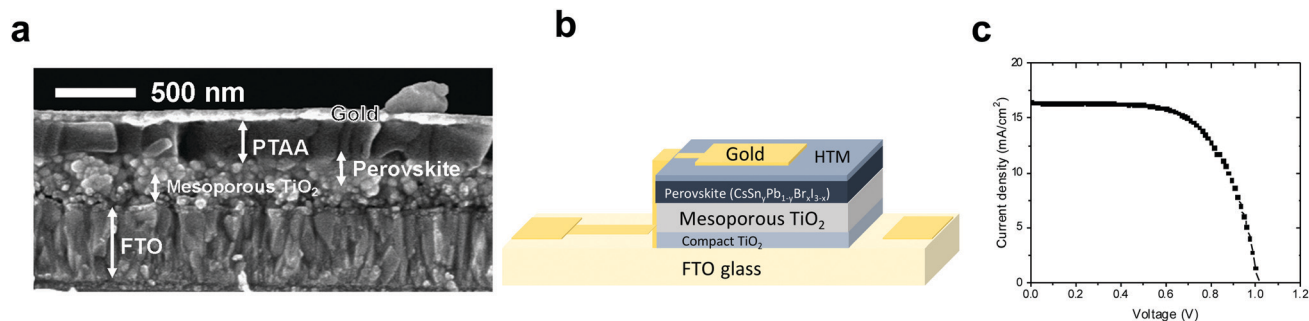 a
500 nm
Gold
PTAA
Perovskite
Mesoporous TiO₂
FTO
b
Gold
HTM
Perovskite (CsSnᵧPb₁₋ᵧBrₓI₃₋ₓ)
Mesoporous TiO₂
Compact TiO₂
FTO glass
c
Current density (mA/cm²)
20
15
10
5
0
0.0 0.2 0.4 0.6 0.8 1.0 1.2
Voltage (V)